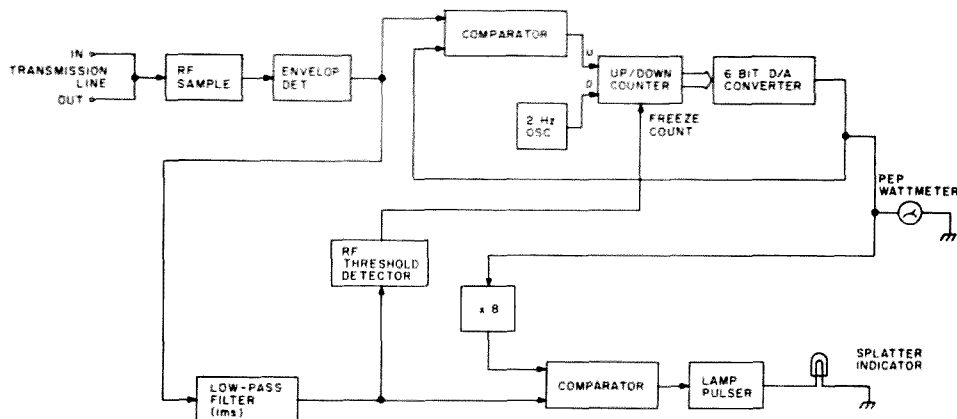 IN
TRANSMISSION
LINE
OUT
RF
SAMPLE
ENVELOP
DET
COMPARATOR
U
D
UP/DOWN
COUNTER
6 BIT D/A
CONVERTER
2 Hz
OSC
FREEZE
COUNT
PEP
WATTMETER
RF
THRESHOLD
DETECTOR
x 8
LOW-PASS
FILTER
(1ms)
COMPARATOR
LAMP
PULSER
SPLATTER
INDICATOR